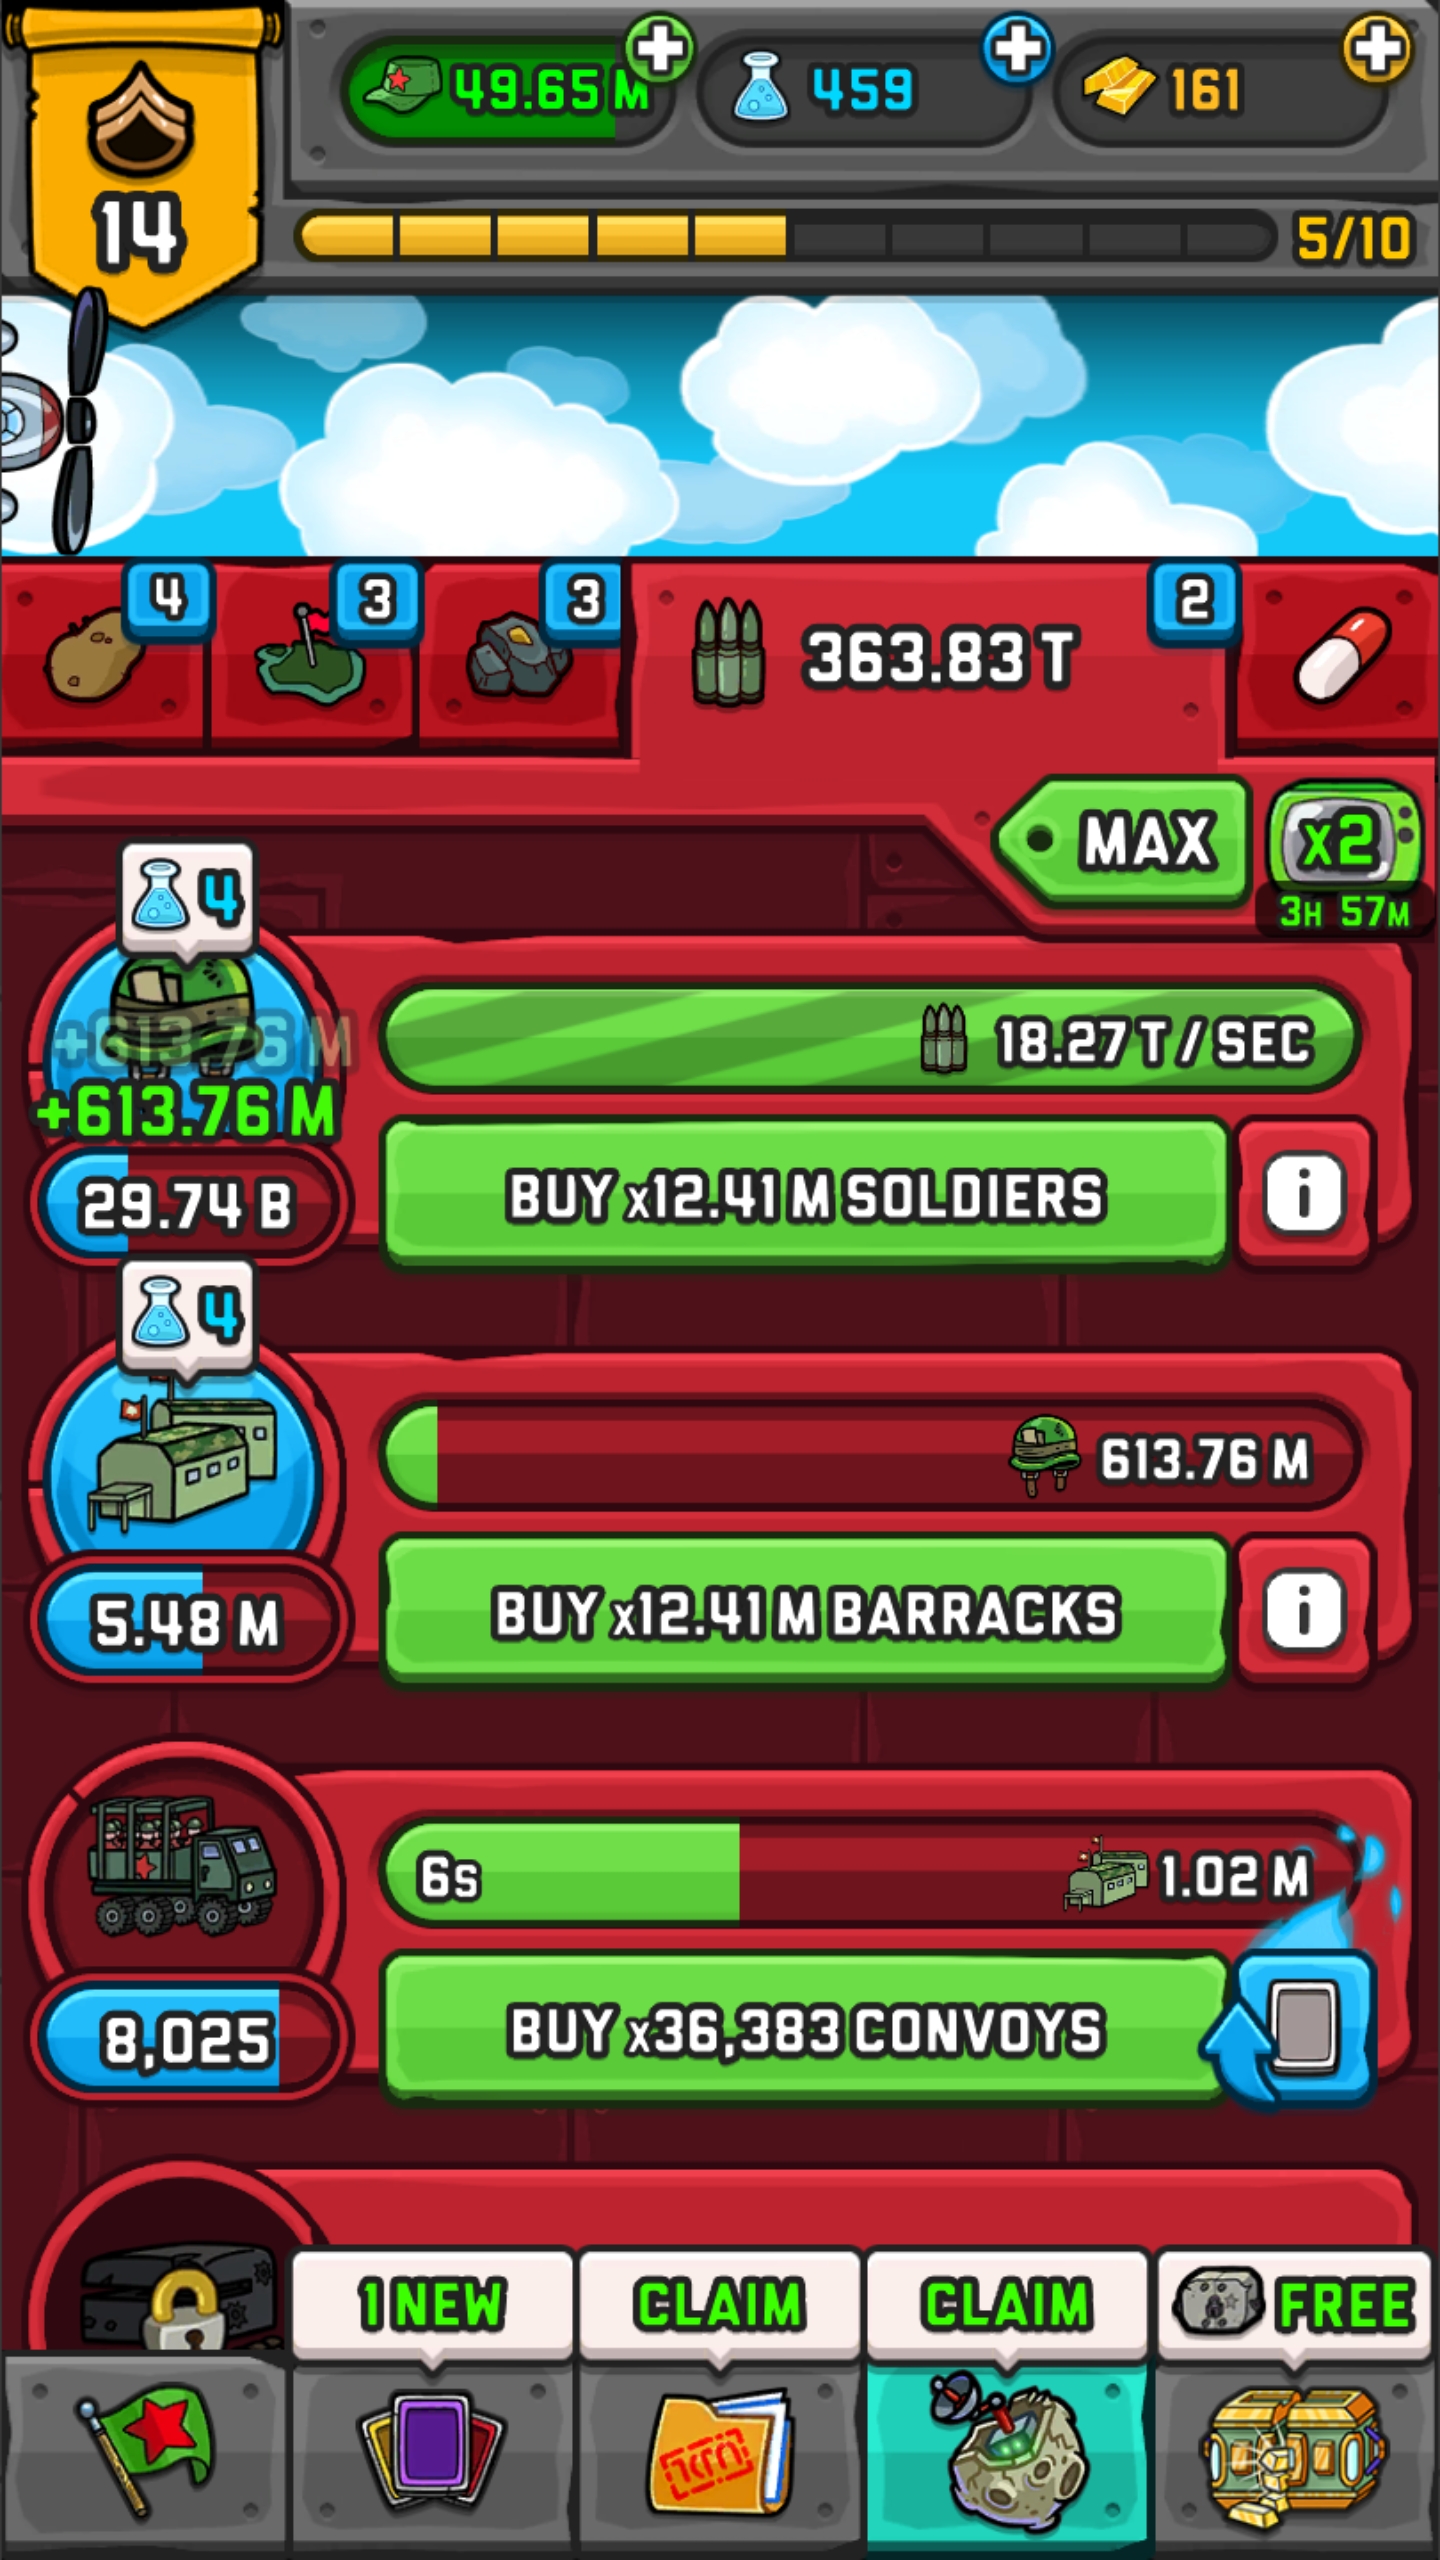 49.65 M
459
161
14
5/10
4
3
3
363.83 T
2
MAX
x2
3H 57M
4
+613.76 M
+613.76 M
18.27 T / SEC
29.74 B
BUY x12.41 M SOLDIERS
i
4
613.76 M
5.48 M
BUY x12.41 M BARRACKS
i
6s
1.02 M
8,025
BUY x36,383 CONVOYS
1 NEW
CLAIM
CLAIM
FREE